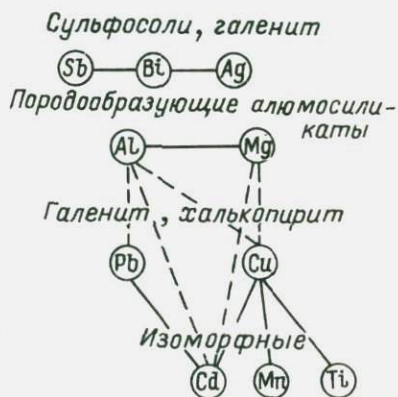 Сульфосоли, галенит
Sb Bi Ag
Породообразующие алюмосили-
каты
Al Mg
Галенит, халькопирит
Pb Cu
Изоморфные
Cd Mn Ti